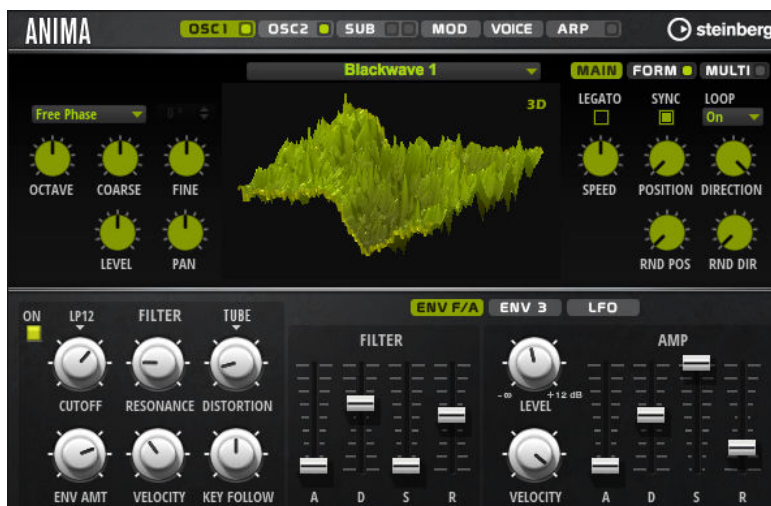 ANIMA OSC1 OSC2 SUB MOD VOICE ARP steinberg
Blackwave 1 MAIN FORM MULTI
3D
LEGATO SYNC LOOP
Free Phase On
OCTAVE COARSE FINE SPEED POSITION DIRECTION
LEVEL PAN RND POS RND DIR
ENV F/A ENV 3 LFO
ON LP12 FILTER TUBE
FILTER AMP
CUTOFF RESONANCE DISTORTION
-∞ +12 dB
LEVEL
ENV AMT VELOCITY KEY FOLLOW A D S R VELOCITY A D S R